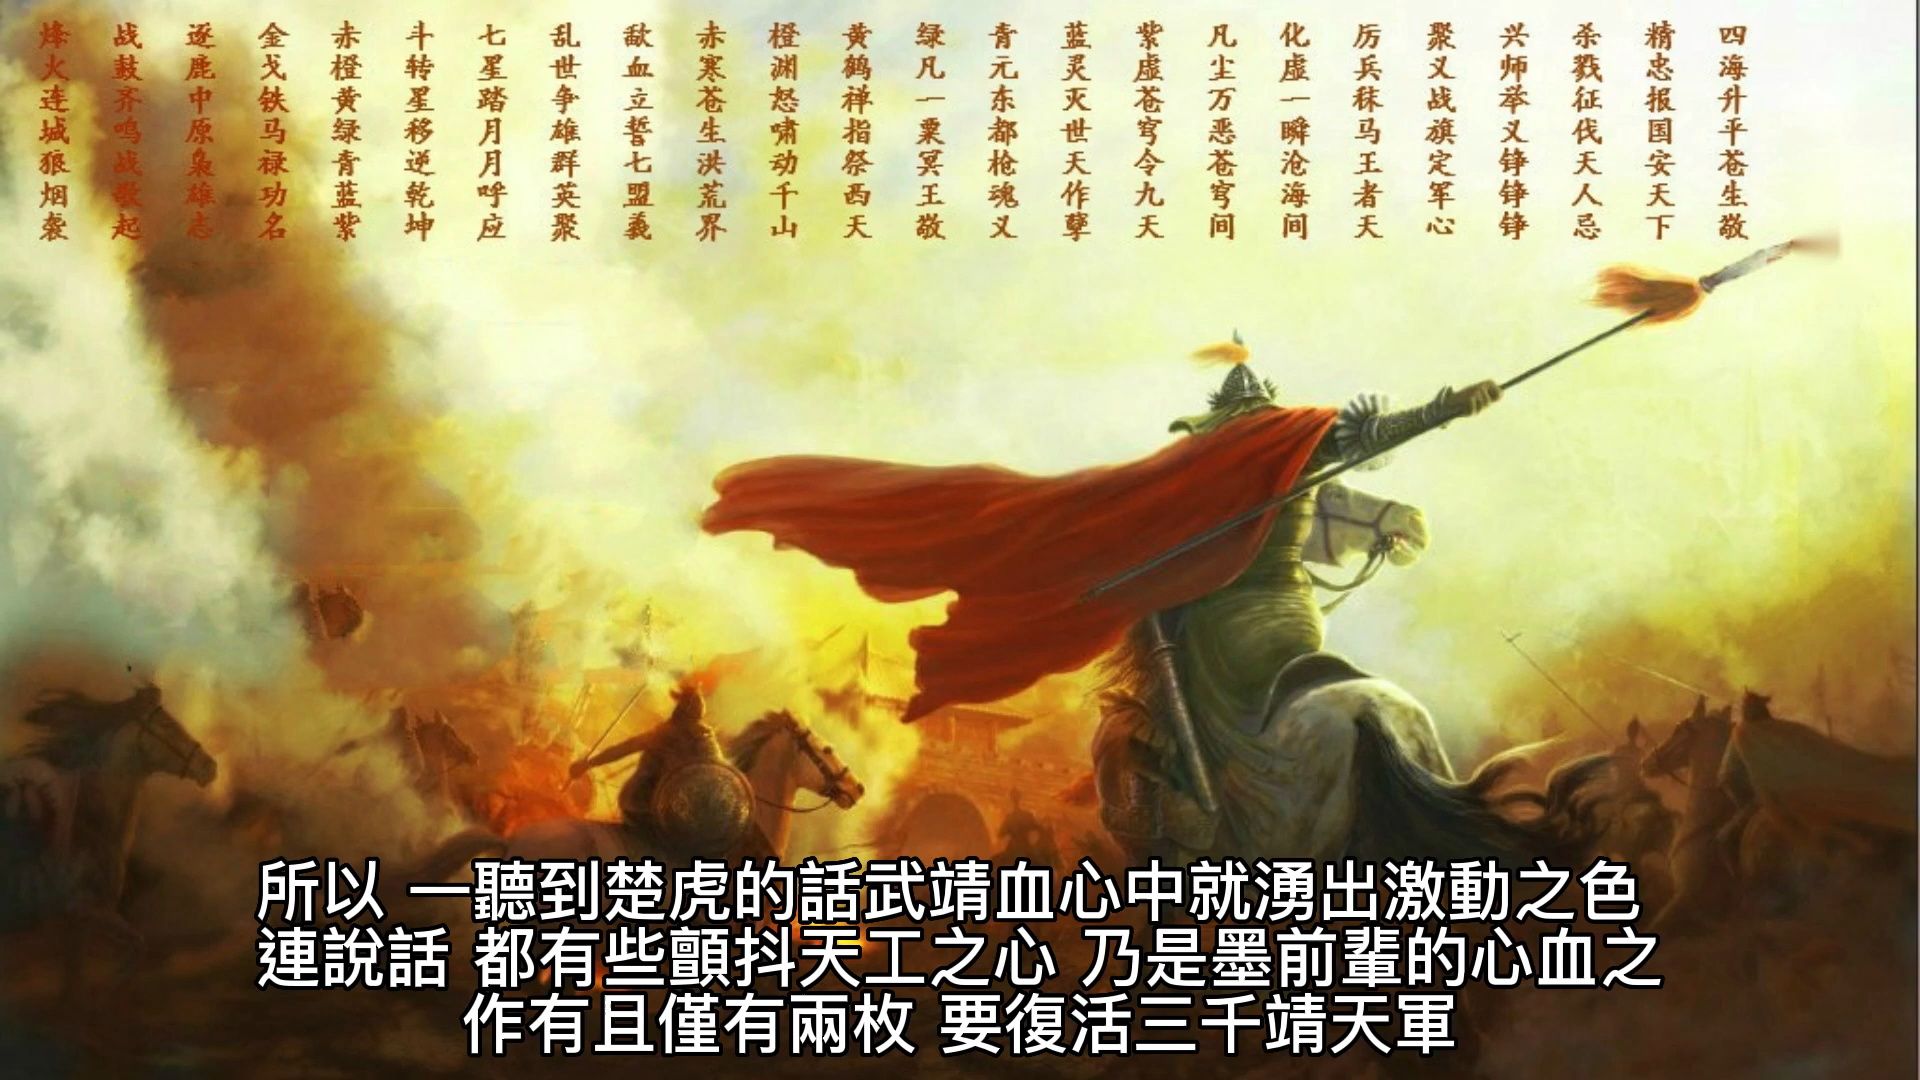 烽火连城狼烟袭
战鼓齐鸣战歌起
逐鹿中原枭雄志
金戈铁马禄功名
赤橙黄绿青蓝紫
斗转星移逆乾坤
七星踏月月呼应
乱世争雄群英聚
歃血立誓七盟義
赤寒苍生洪荒界
橙渊怒啸动千山
黄鹤禅指祭西天
绿凡一粟冥王敬
青元东都枪魂义
蓝灵灭世天作孽
紫虚苍穹令九天
凡尘万恶苍穹间
化虚一瞬沧海间
厉兵秣马王者天
聚义战旗定军心
兴师举义铮铮铮
杀戮征伐天人忌
精忠报国安天下
四海升平苍生敬
所以 一聽到楚虎的話武靖血心中就湧出激動之色
連說話 都有些顫抖天工之心 乃是墨前輩的心血之
作有且僅有兩枚 要復活三千靖天軍